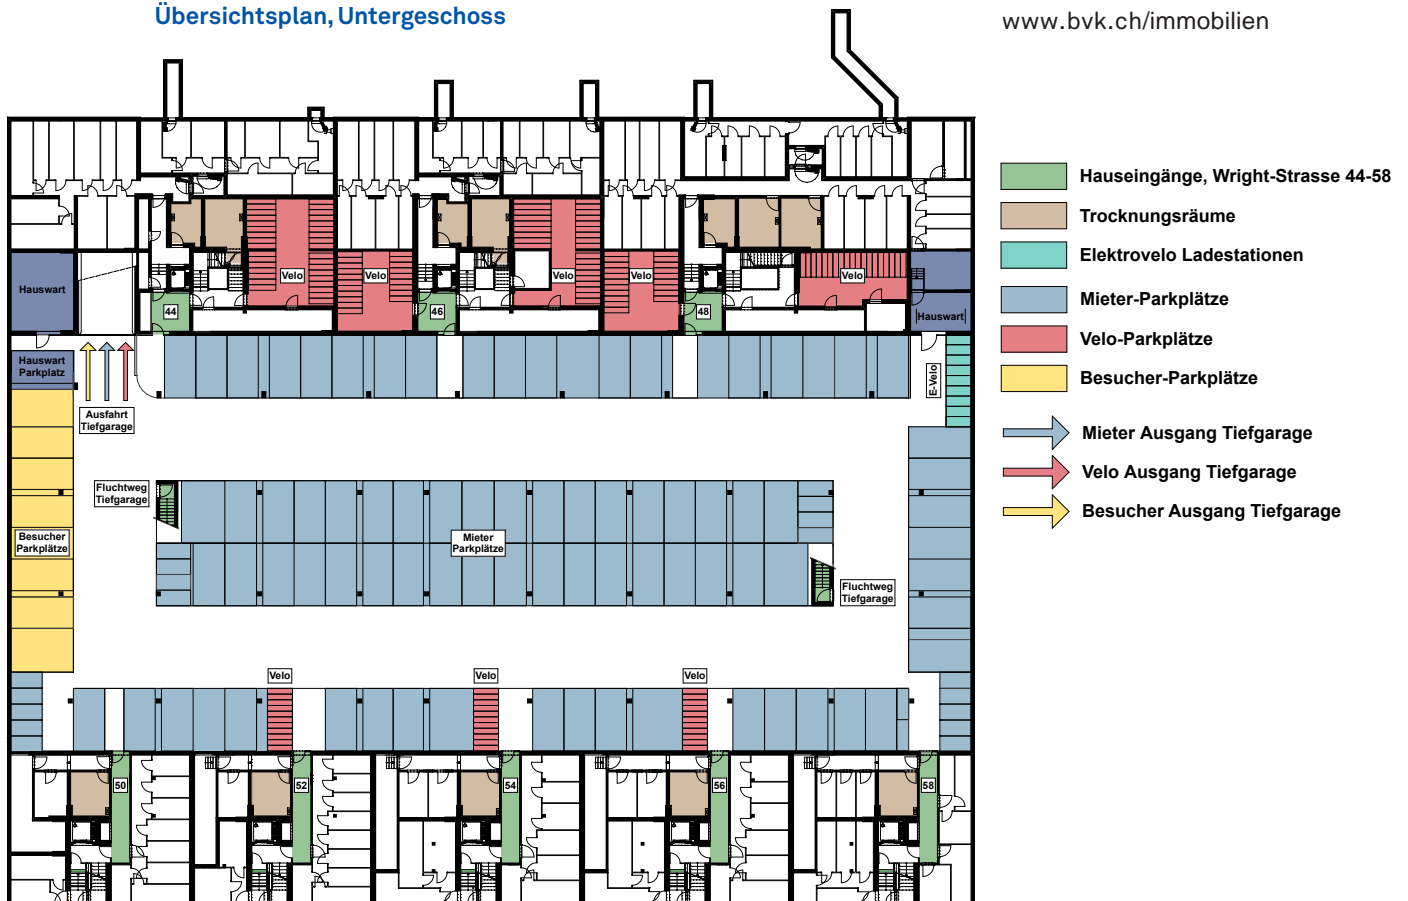 Übersichtsplan, Untergeschoss
www.bvk.ch/immobilien
Hauseingänge, Wright-Strasse 44-58
Trocknungsräume
Elektrovelo Ladestationen
Mieter-Parkplätze
Velo-Parkplätze
Besucher-Parkplätze
Mieter Ausgang Tiefgarage
Velo Ausgang Tiefgarage
Besucher Ausgang Tiefgarage
Hauswart
Velo
Velo
Velo
Velo
Velo
44
46
48
Hauswart
Hauswart
Parkplatz
E-Velo
Ausfahrt
Tiefgarage
Fluchtweg
Tiefgarage
Besucher
Parkplätze
Mieter
Parkplätze
Fluchtweg
Tiefgarage
Velo
Velo
Velo
50
52
54
56
58